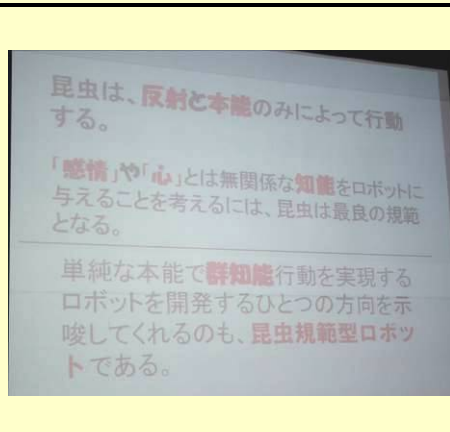 昆虫は、反射と本能のみによって行動
する。
「感情」や「心」とは無関係な知能をロボットに
与えることを考えるには、昆虫は最良の規範
となる。
単純な本能で群知能行動を実現する
ロボットを開発するひとつの方向を示
唆してくれるのも、昆虫規範型ロボッ
トである。